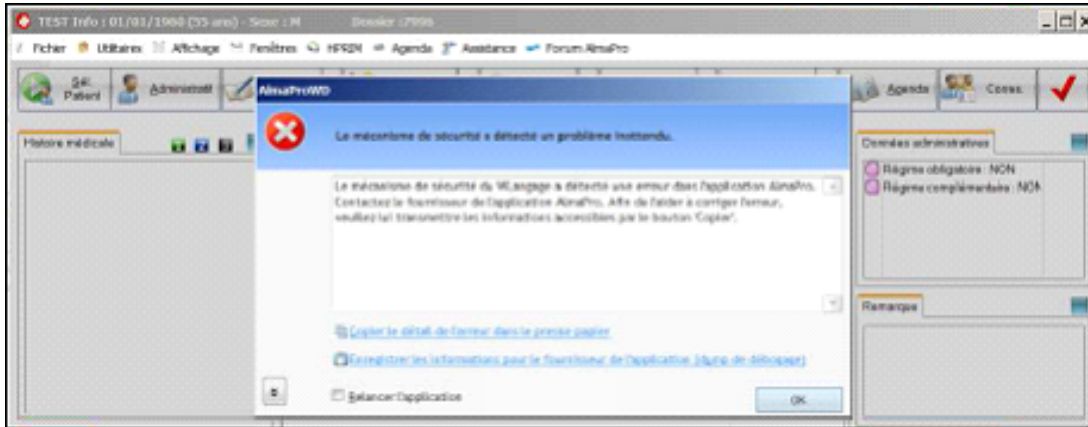 TEST Info : 01/01/1960 (55 ans) - Sexe : M Dossier :7996
Fichier Utilitaires Affichage Fenêtres HPRIM Agenda Assistance Forum AlmaPro
Sél. Patient Administratif Agenda Corres.
AlmaProWD
Le mécanisme de sécurité a détecté un problème inattendu.
Histoire médicale
Données administratives
Régime obligatoire : NON
Régime complémentaire : NON
Le mécanisme de sécurité du WLangage a détecté une erreur dans l'application AlmaPro.
Contactez le fournisseur de l'application AlmaPro. Afin de l'aider à corriger l'erreur,
veuillez lui transmettre les informations accessibles par le bouton 'Copier'.
Remarque
Copier le détail de l'erreur dans le presse papier
Enregistrer les informations pour le fournisseur de l'application (dump de débogage)
Relancer l'application
OK